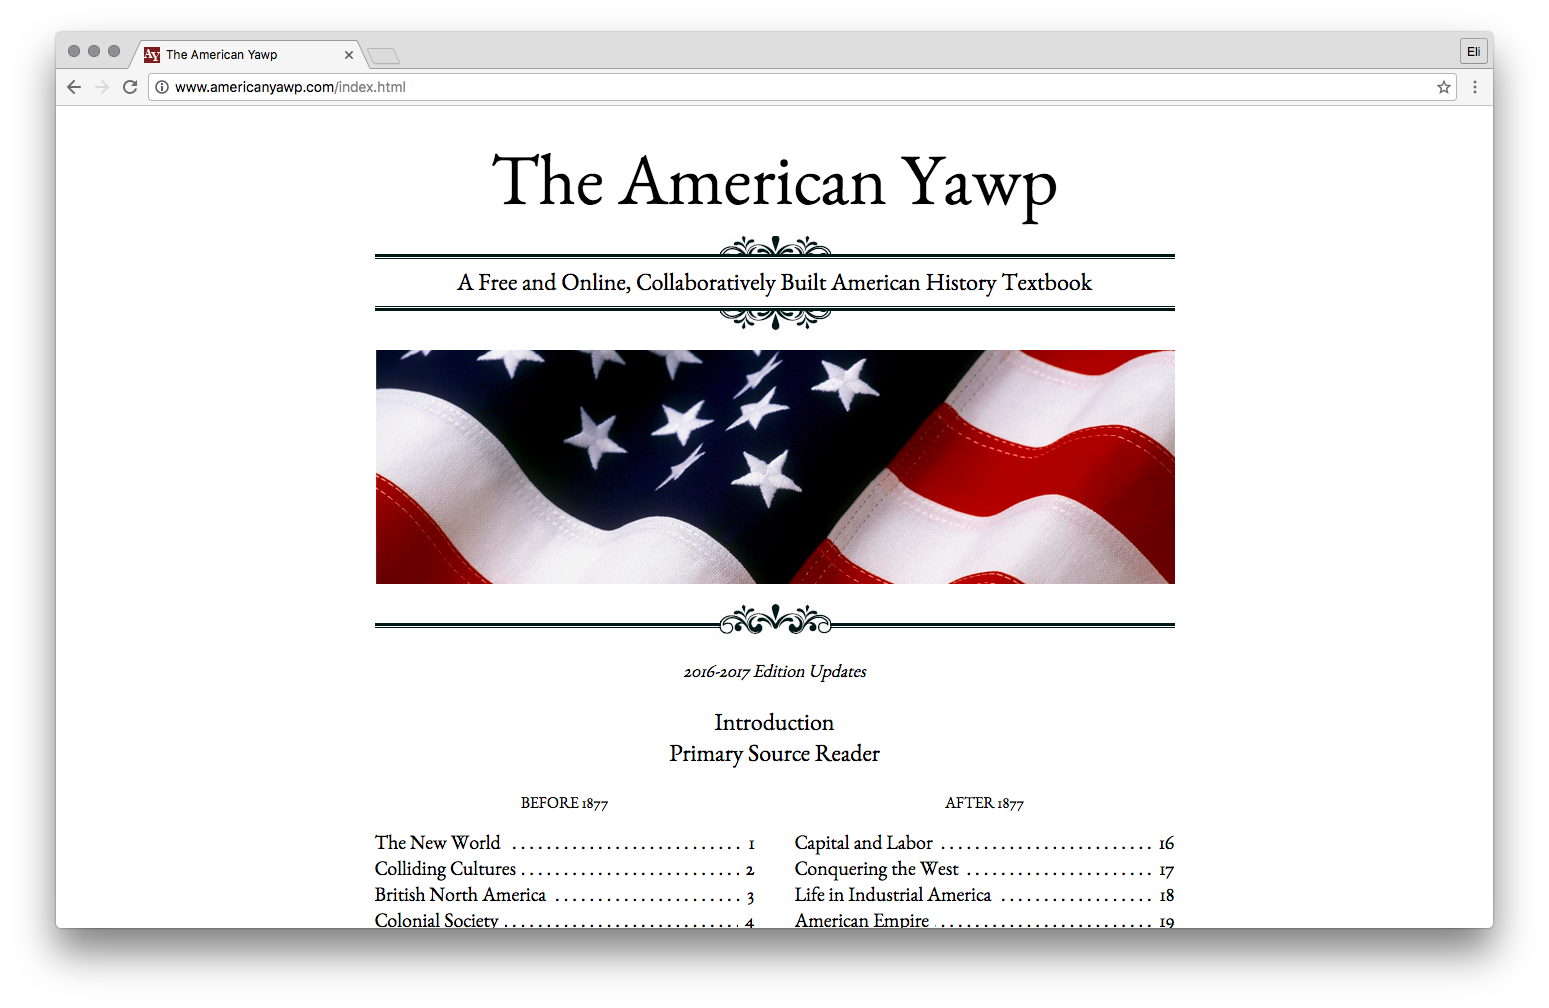 The American Yawp
Eli
www.americanyawp.com/index.html
The American Yawp
A Free and Online, Collaboratively Built American History Textbook
2016-2017 Edition Updates
Introduction
Primary Source Reader
BEFORE 1877
The New World . . . . . . . . . . . . . . . . . . . . . . . . . . . 1
Colliding Cultures . . . . . . . . . . . . . . . . . . . . . . . . . . 2
British North America . . . . . . . . . . . . . . . . . . . . . . 3
Colonial Society . . . . . . . . . . . . . . . . . . . . . . . . . . . . 4
AFTER 1877
Capital and Labor . . . . . . . . . . . . . . . . . . . . . . . . . 16
Conquering the West . . . . . . . . . . . . . . . . . . . . . . 17
Life in Industrial America . . . . . . . . . . . . . . . . . . 18
American Empire . . . . . . . . . . . . . . . . . . . . . . . . . . 19